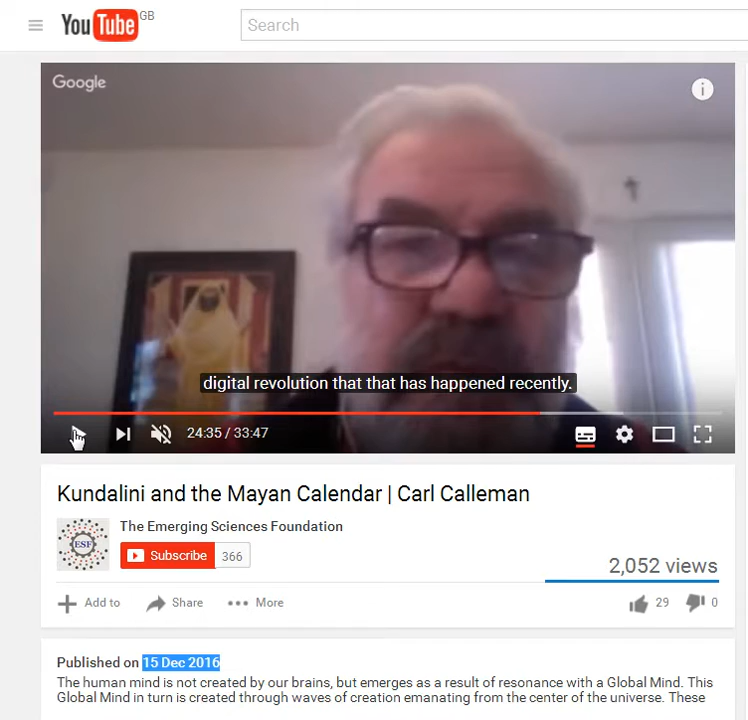 YouTube GB
Search
Google
i
digital revolution that that has happened recently.
24:35 / 33:47
Kundalini and the Mayan Calendar | Carl Calleman
ESF
The Emerging Sciences Foundation
Subscribe 366
2,052 views
Add to Share More 29 0
Published on 15 Dec 2016
The human mind is not created by our brains, but emerges as a result of resonance with a Global Mind. This
Global Mind in turn is created through waves of creation emanating from the center of the universe. These